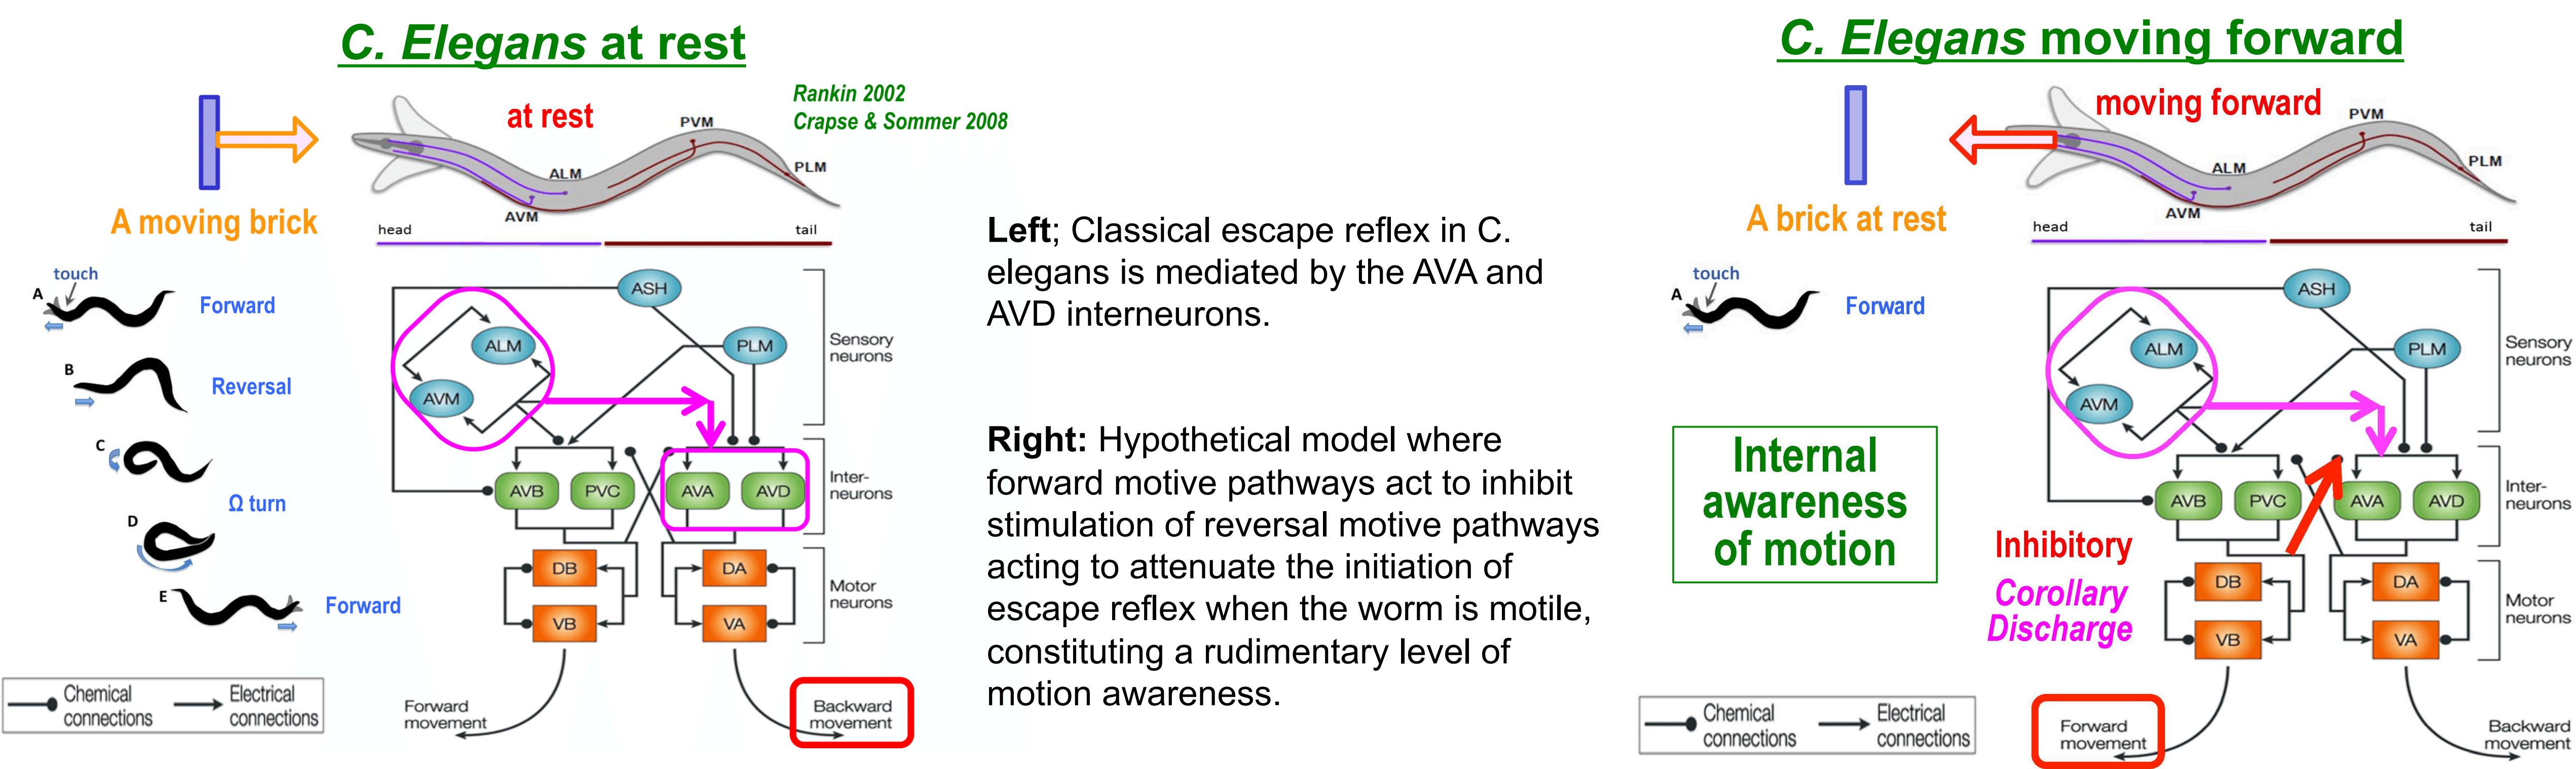 C. Elegans at rest
at rest
Rankin 2002
Crapse & Sommer 2008
A moving brick
PVM
PLM
ALM
AVM
head
tail
touch
A
Forward
B
Reversal
C
Ω turn
D
E
Forward
ASH
ALM
PLM
AVM
Sensory
neurons
AVB
PVC
AVA
AVD
Inter-
neurons
DB
DA
VB
VA
Motor
neurons
Forward
movement
Backward
movement
Chemical
connections
Electrical
connections
Left; Classical escape reflex in C.
elegans is mediated by the AVA and
AVD interneurons.
Right: Hypothetical model where
forward motive pathways act to inhibit
stimulation of reversal motive pathways
acting to attenuate the initiation of
escape reflex when the worm is motile,
constituting a rudimentary level of
motion awareness.
C. Elegans moving forward
moving forward
A brick at rest
PVM
PLM
ALM
AVM
head
tail
touch
A
Forward
Internal
awareness
of motion
ASH
ALM
PLM
AVM
Sensory
neurons
AVB
PVC
AVA
AVD
Inter-
neurons
Inhibitory
Corollary
Discharge
DB
DA
VB
VA
Motor
neurons
Forward
movement
Backward
movement
Chemical
connections
Electrical
connections